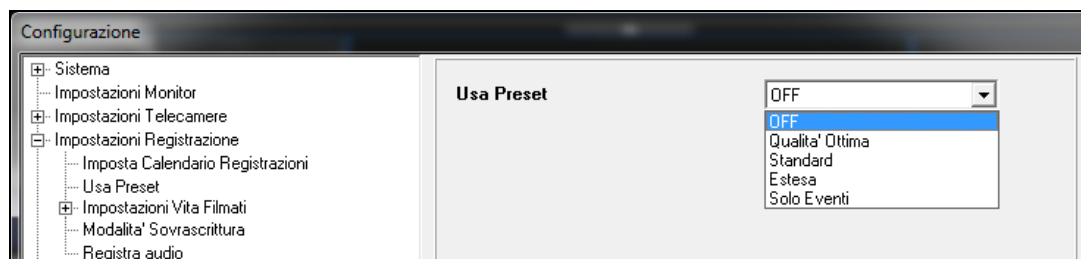 Configurazione
Sistema
Impostazioni Monitor
Impostazioni Telecamere
Impostazioni Registrazione
Imposta Calendario Registrazioni
Usa Preset
Impostazioni Vita Filmati
Modalita' Sovrascrittura
Registra audio
Usa Preset
OFF
OFF
Qualita' Ottima
Standard
Estesa
Solo Eventi